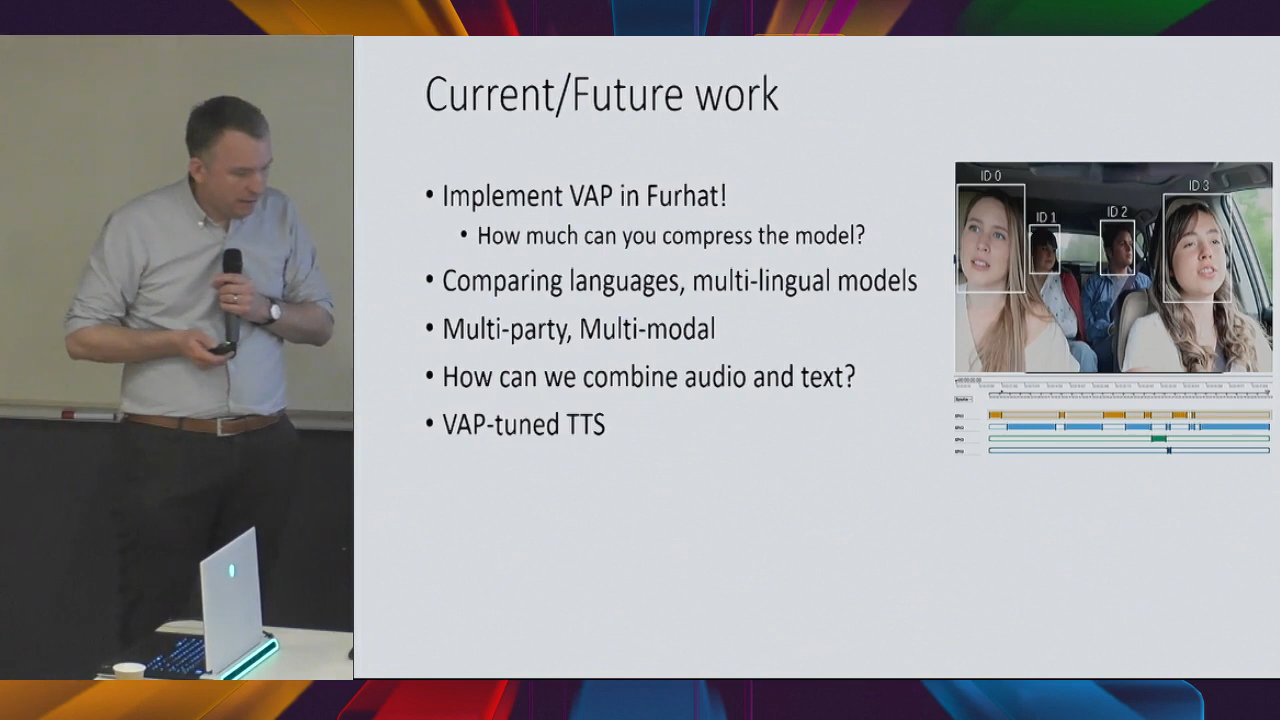 Current/Future work
• Implement VAP in Furhat!
• How much can you compress the model?
• Comparing languages, multi-lingual models
• Multi-party, Multi-modal
• How can we combine audio and text?
• VAP-tuned TTS
ID 0
ID 1
ID 2
ID 3